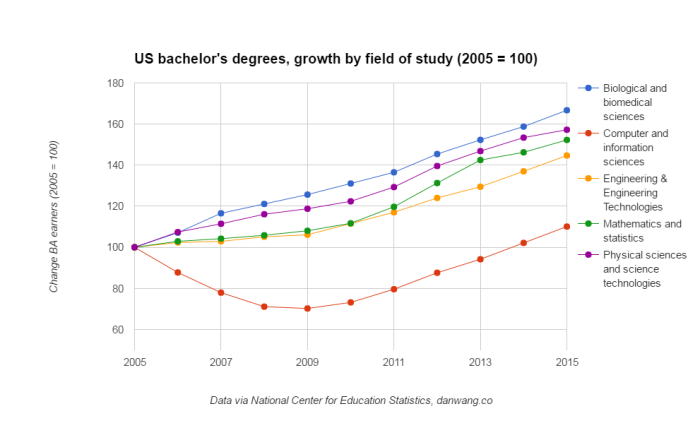 US bachelor's degrees, growth by field of study (2005 = 100)
180
160
140
120
100
80
60
Change BA earners (2005 = 100)
2005
2007
2009
2011
2013
2015
Biological and
biomedical
sciences
Computer and
information
sciences
Engineering &
Engineering
Technologies
Mathematics and
statistics
Physical sciences
and science
technologies
Data via National Center for Education Statistics, danwang.co